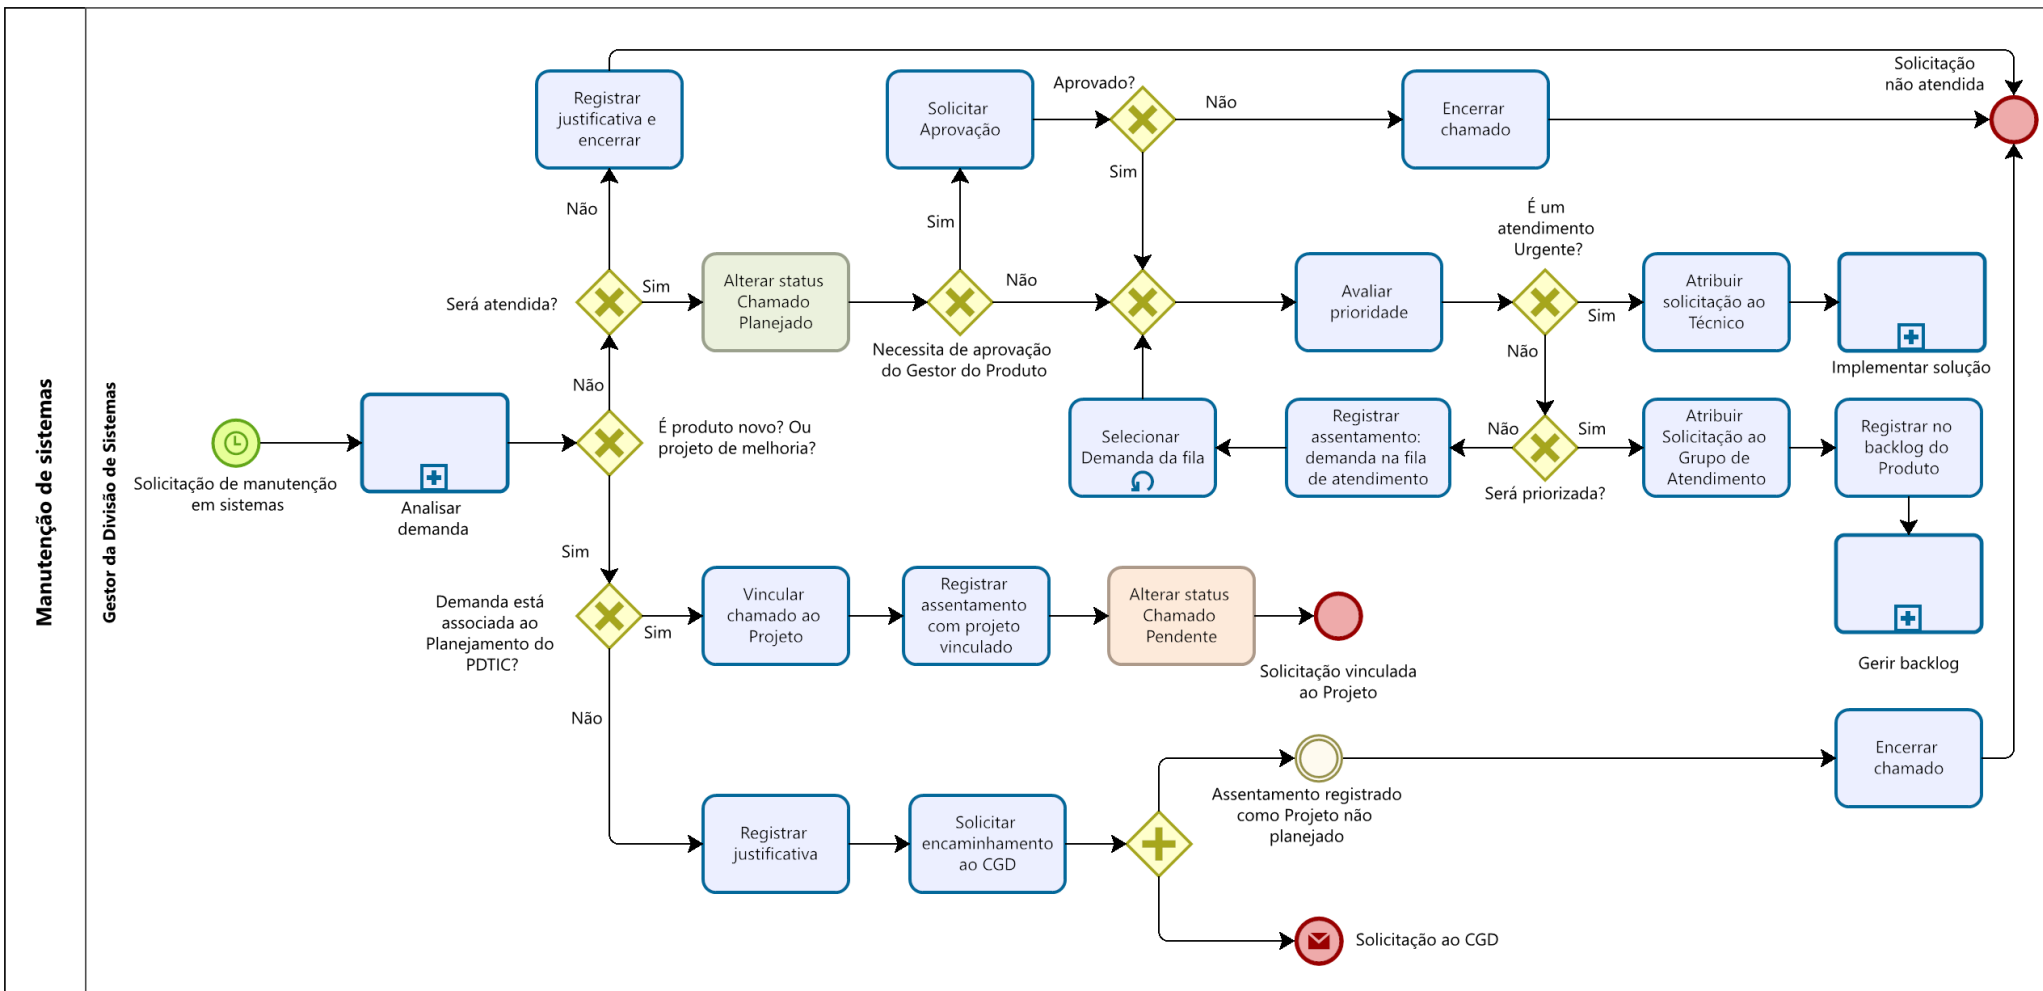 Manutenção de sistemas
Gestor da Divisão de Sistemas
Solicitação de manutenção
em sistemas
Analisar
demanda
É produto novo? Ou
projeto de melhoria?
Não
Sim
Será atendida?
Não
Sim
Registrar
justificativa e
encerrar
Alterar status
Chamado
Planejado
Necessita de aprovação
do Gestor do Produto
Sim
Não
Solicitar
Aprovação
Aprovado?
Não
Sim
Encerrar
chamado
Solicitação
não atendida
Avaliar
prioridade
É um
atendimento
Urgente?
Sim
Não
Atribuir
solicitação ao
Técnico
Implementar solução
Será priorizada?
Não
Sim
Registrar
assentamento:
demanda na fila
de atendimento
Selecionar
Demanda da fila
Atribuir
Solicitação ao
Grupo de
Atendimento
Registrar no
backlog do
Produto
Gerir backlog
Demanda está
associada ao
Planejamento do
PDTIC?
Sim
Não
Vincular
chamado ao
Projeto
Registrar
assentamento
com projeto
vinculado
Alterar status
Chamado
Pendente
Solicitação vinculada
ao Projeto
Registrar
justificativa
Solicitar
encaminhamento
ao CGD
Assentamento registrado
como Projeto não
planejado
Encerrar
chamado
Solicitação ao CGD